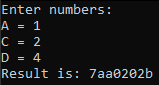 Enter numbers:
A = 1
C = 2
D = 4
Result is: 7aa0202b